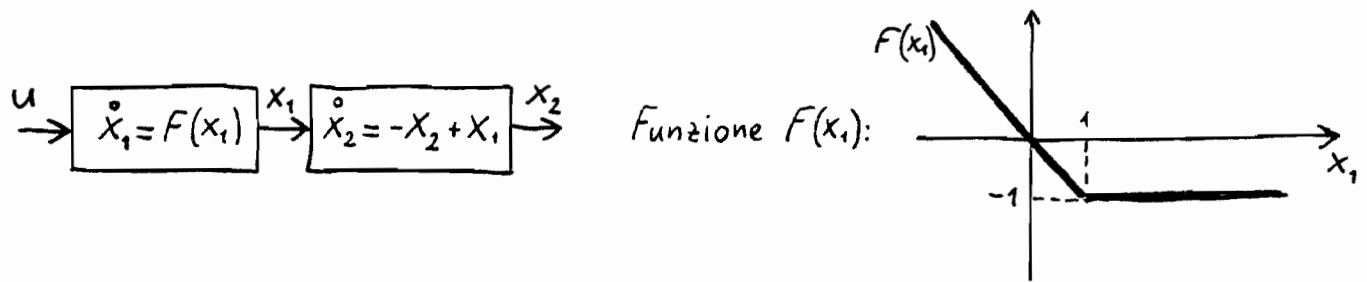 u
ẋ₁ = F(x₁)
x₁
ẋ₂ = -x₂ + x₁
x₂
Funzione F(x₁):
F(x₁)
1
-1
x₁